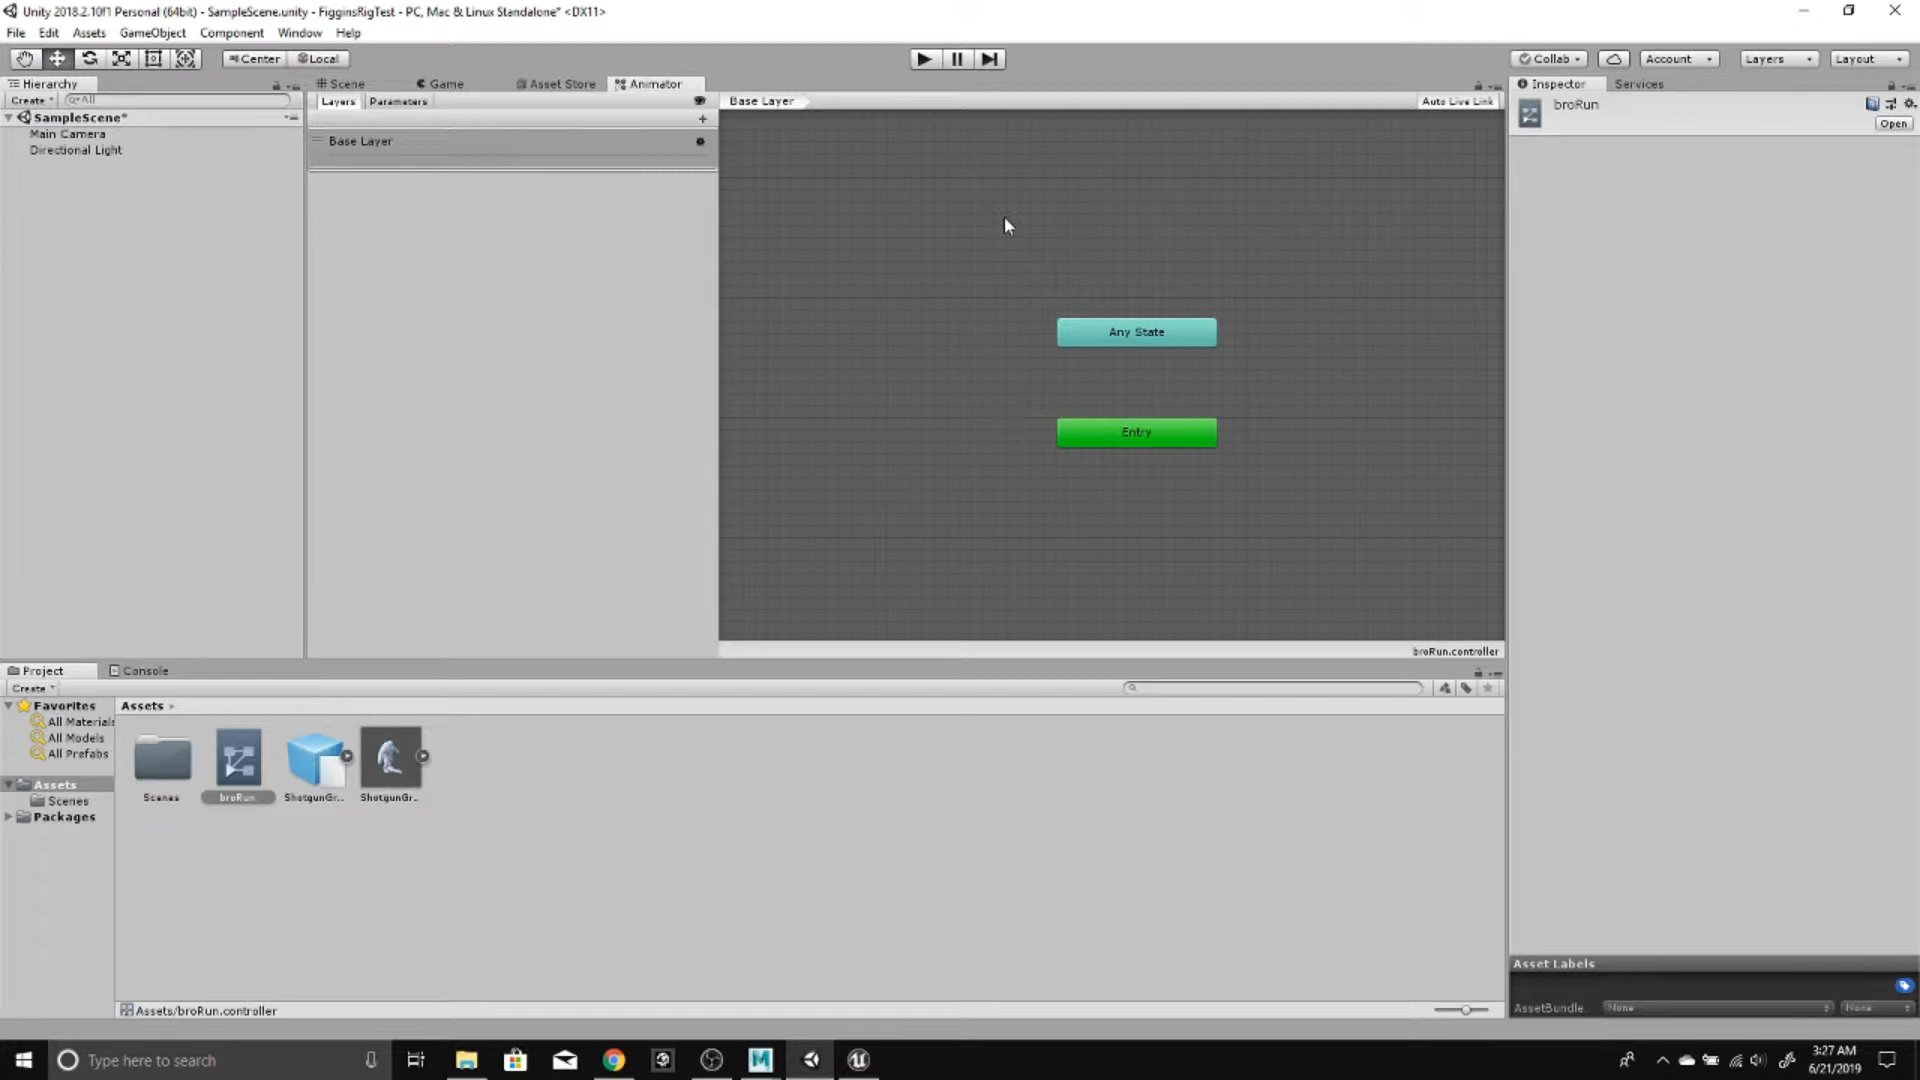 Unity 2018.2.10f1 Personal (64bit) - SampleScene.unity - FigginsRigTest - PC, Mac & Linux Standalone* <DX11>
File Edit Assets GameObject Component Window Help
Center Local Collab Account Layers Layout
Hierarchy Scene Game Asset Store Animator Inspector Services
Create All Layers Parameters Base Layer Auto Live Link broRun
Open
SampleScene*
Main Camera
Directional Light
Base Layer
Any State
Entry
broRun.controller
Project Console
Create
Favorites
All Materials
All Models
All Prefabs
Assets
Scenes
Packages
Assets
Scenes broRun ShotgunGr... ShotgunGr...
Assets/broRun.controller
Asset Labels
AssetBundle None None
Type here to search
3:27 AM
6/21/2019